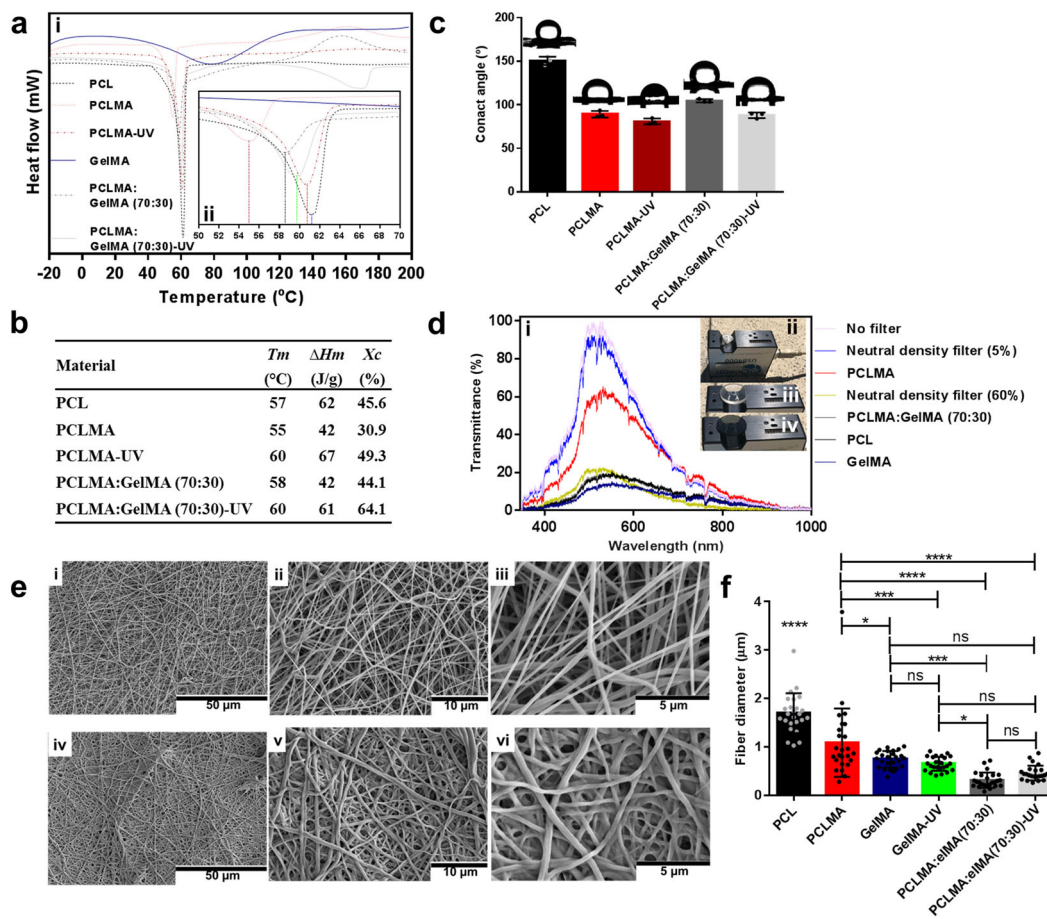 a
i
Heat flow (mW)
PCL
PCLMA
PCLMA-UV
GelMA
PCLMA:
GelMA (70:30)
PCLMA:
GelMA (70:30)-UV
ii
50 52 54 56 58 60 62 64 66 68 70
-20 0 20 40 60 80 100 120 140 160 180 200
Temperature (ºC)
b
Material Tm ΔHm Xc
(°C) (J/g) (%)
PCL 57 62 45.6
PCLMA 55 42 30.9
PCLMA-UV 60 67 49.3
PCLMA:GelMA (70:30) 58 42 44.1
PCLMA:GelMA (70:30)-UV 60 61 64.1
c
Conact angle (º)
200
150
100
50
0
PCL
PCLMA
PCLMA-UV
PCLMA:GelMA (70:30)
PCLMA:GelMA (70:30)-UV
d
i
ii
iii
iv
Transmittance (%)
100
80
60
40
20
0
400 600 800 1000
Wavelength (nm)
No filter
Neutral density filter (5%)
PCLMA
Neutral density filter (60%)
PCLMA:GelMA (70:30)
PCL
GelMA
e
i
50 µm
ii
10 µm
iii
5 µm
iv
50 µm
v
10 µm
vi
5 µm
f
Fiber diameter (µm)
4
3
2
1
0
****
****
****
***
*
ns
***
ns
ns
*
ns
PCL
PCLMA
GelMA
GelMA-UV
PCLMA:elMA(70:30)
PCLMA:elMA(70:30)-UV